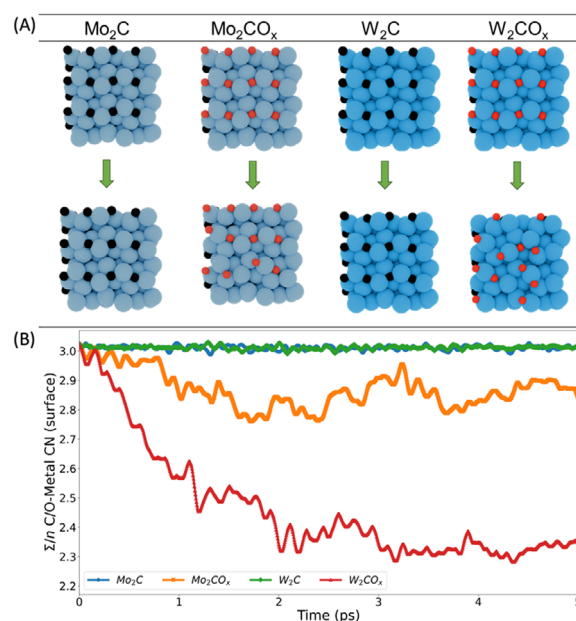 (A)
Mo₂C Mo₂COₓ W₂C W₂COₓ
(B)
3.0
2.9
2.8
2.7
2.6
2.5
2.4
2.3
2.2
Σ/n C/O-Metal CN (surface)
Mo₂C Mo₂COₓ W₂C W₂COₓ
0 1 2 3 4 5
Time (ps)